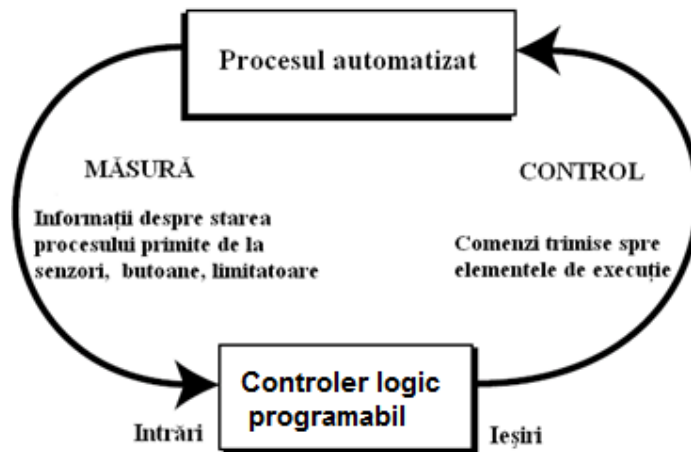 Procesul automatizat
MĂSURĂ
Informații despre starea
procesului primite de la
senzori, butoane, limitatoare
CONTROL
Comenzi trimise spre
elementele de execuție
Controler logic
programabil
Intrări
Ieșiri